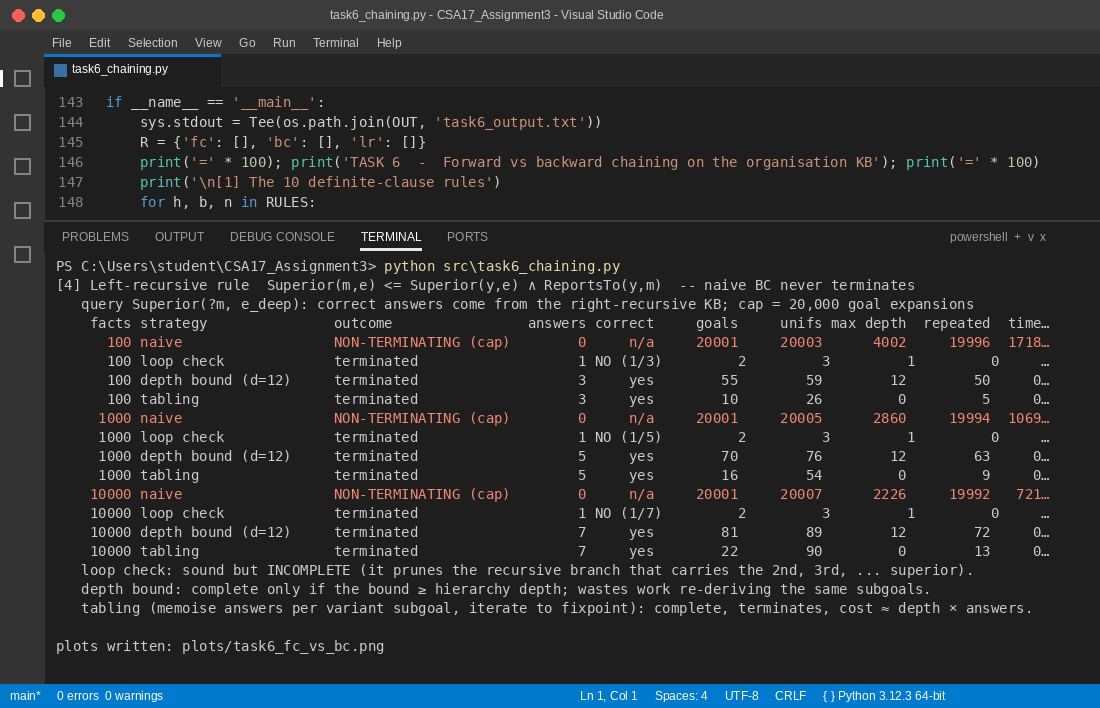 task6_chaining.py - CSA17_Assignment3 - Visual Studio Code
File Edit Selection View Go Run Terminal Help
task6_chaining.py
143 if __name__ == '__main__':
144     sys.stdout = Tee(os.path.join(OUT, 'task6_output.txt'))
145     R = {'fc': [], 'bc': [], 'lr': []}
146     print('=' * 100); print('TASK 6  -  Forward vs backward chaining on the organisation KB'); print('=' * 100)
147     print('\n[1] The 10 definite-clause rules')
148     for h, b, n in RULES:
PROBLEMS OUTPUT DEBUG CONSOLE TERMINAL PORTS powershell + v x
PS C:\Users\student\CSA17_Assignment3> python src\task6_chaining.py
[4] Left-recursive rule  Superior(m,e) <= Superior(y,e) ∧ ReportsTo(y,m)  -- naive BC never terminates
   query Superior(?m, e_deep): correct answers come from the right-recursive KB; cap = 20,000 goal expansions
    facts strategy               outcome                answers correct     goals     unifs max depth  repeated  time…
      100 naive                  NON-TERMINATING (cap)        0     n/a     20001     20003      4002     19996  1718…
      100 loop check             terminated                   1 NO (1/3)         2         3         1         0     …
      100 depth bound (d=12)     terminated                   3     yes        55        59        12        50     0…
      100 tabling                terminated                   3     yes        10        26         0         5     0…
     1000 naive                  NON-TERMINATING (cap)        0     n/a     20001     20005      2860     19994  1069…
     1000 loop check             terminated                   1 NO (1/5)         2         3         1         0     …
     1000 depth bound (d=12)     terminated                   5     yes        70        76        12        63     0…
     1000 tabling                terminated                   5     yes        16        54         0         9     0…
    10000 naive                  NON-TERMINATING (cap)        0     n/a     20001     20007      2226     19992   721…
    10000 loop check             terminated                   1 NO (1/7)         2         3         1         0     …
    10000 depth bound (d=12)     terminated                   7     yes        81        89        12        72     0…
    10000 tabling                terminated                   7     yes        22        90         0        13     0…
   loop check: sound but INCOMPLETE (it prunes the recursive branch that carries the 2nd, 3rd, ... superior).
   depth bound: complete only if the bound ≥ hierarchy depth; wastes work re-deriving the same subgoals.
   tabling (memoise answers per variant subgoal, iterate to fixpoint): complete, terminates, cost ≈ depth × answers.
plots written: plots/task6_fc_vs_bc.png
main* 0 errors 0 warnings Ln 1, Col 1 Spaces: 4 UTF-8 CRLF { } Python 3.12.3 64-bit